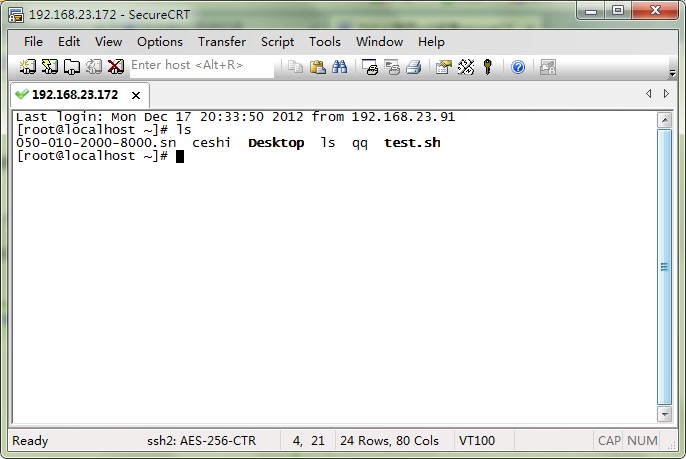 192.168.23.172 - SecureCRT
File Edit View Options Transfer Script Tools Window Help
Enter host <Alt+R>
192.168.23.172
Last login: Mon Dec 17 20:33:50 2012 from 192.168.23.91
[root@localhost ~]# ls
050-010-2000-8000.sn ceshi Desktop ls qq test.sh
[root@localhost ~]#
Ready ssh2: AES-256-CTR 4, 21 24 Rows, 80 Cols VT100 CAP NUM